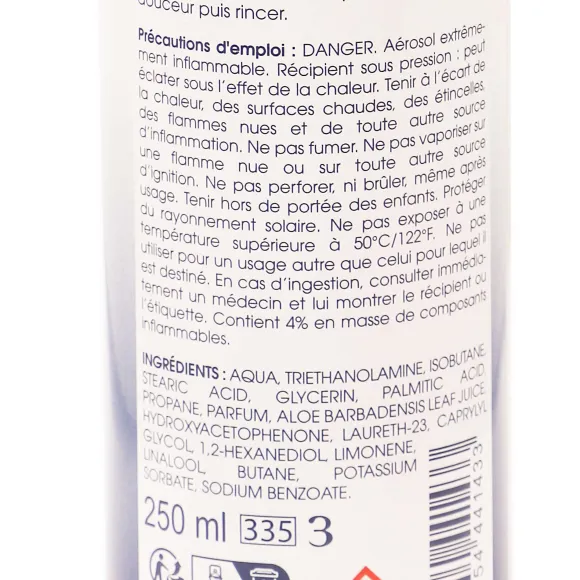 douceur puis rincer.
Précautions d'emploi : DANGER. Aérosol extrême-
ment inflammable. Récipient sous pression : peut
éclater sous l'effet de la chaleur. Tenir à l'écart de
la chaleur, des surfaces chaudes, des étincelles,
des flammes nues et de toute autre source
d'inflammation. Ne pas fumer. Ne pas vaporiser sur
une flamme nue ou sur toute autre source
d'ignition. Ne pas perforer, ni brûler, même après
usage. Tenir hors de portée des enfants. Protéger
du rayonnement solaire. Ne pas exposer à une
température supérieure à 50°C/122°F. Ne pas
utiliser pour un usage autre que celui pour lequel il
est destiné. En cas d'ingestion, consulter immédia-
tement un médecin et lui montrer le récipient ou
l'étiquette. Contient 4% en masse de composants
inflammables.
INGRÉDIENTS : AQUA, TRIETHANOLAMINE, ISOBUTANE,
STEARIC ACID, GLYCERIN, PALMITIC ACID,
PROPANE, PARFUM, ALOE BARBADENSIS LEAF JUICE,
HYDROXYACETOPHENONE, LAURETH-23, CAPRYLYL
GLYCOL, 1,2-HEXANEDIOL, LIMONENE,
LINALOOL, BUTANE, POTASSIUM
SORBATE, SODIUM BENZOATE.
250 ml 335 3
54 441433